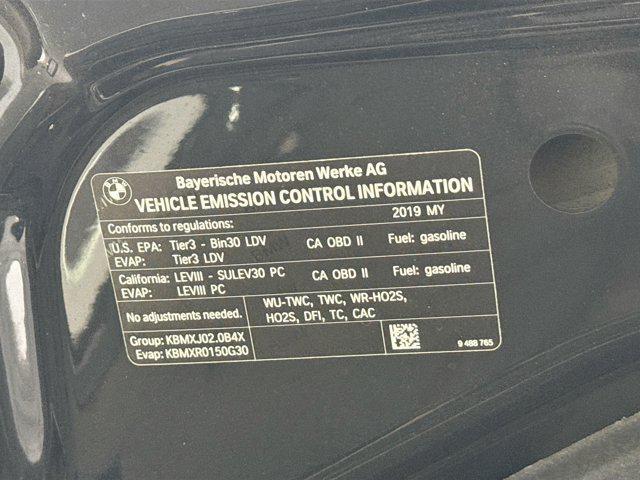 BMW
Bayerische Motoren Werke AG
VEHICLE EMISSION CONTROL INFORMATION
Conforms to regulations: 2019 MY
U.S. EPA: Tier3 - Bin30 LDV CA OBD II Fuel: gasoline
EVAP: Tier3 LDV
California: LEVIII - SULEV30 PC CA OBD II Fuel: gasoline
EVAP: LEVIII PC
No adjustments needed. WU-TWC, TWC, WR-HO2S,
HO2S, DFI, TC, CAC
Group: KBMXJ02.0B4X
Evap: KBMXR0150G30
9 488 765